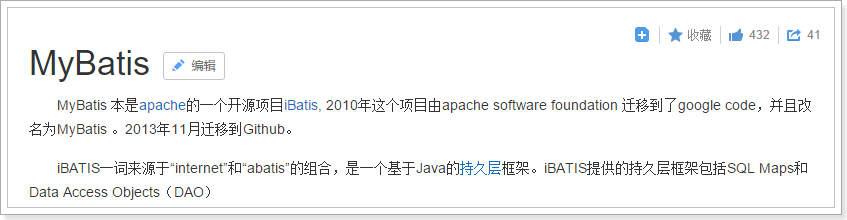 收藏 432 41
MyBatis 编辑
MyBatis 本是apache的一个开源项目iBatis, 2010年这个项目由apache software foundation 迁移到了google code，并且改
名为MyBatis 。2013年11月迁移到Github。
iBATIS一词来源于“internet”和“abatis”的组合，是一个基于Java的持久层框架。iBATIS提供的持久层框架包括SQL Maps和
Data Access Objects（DAO）